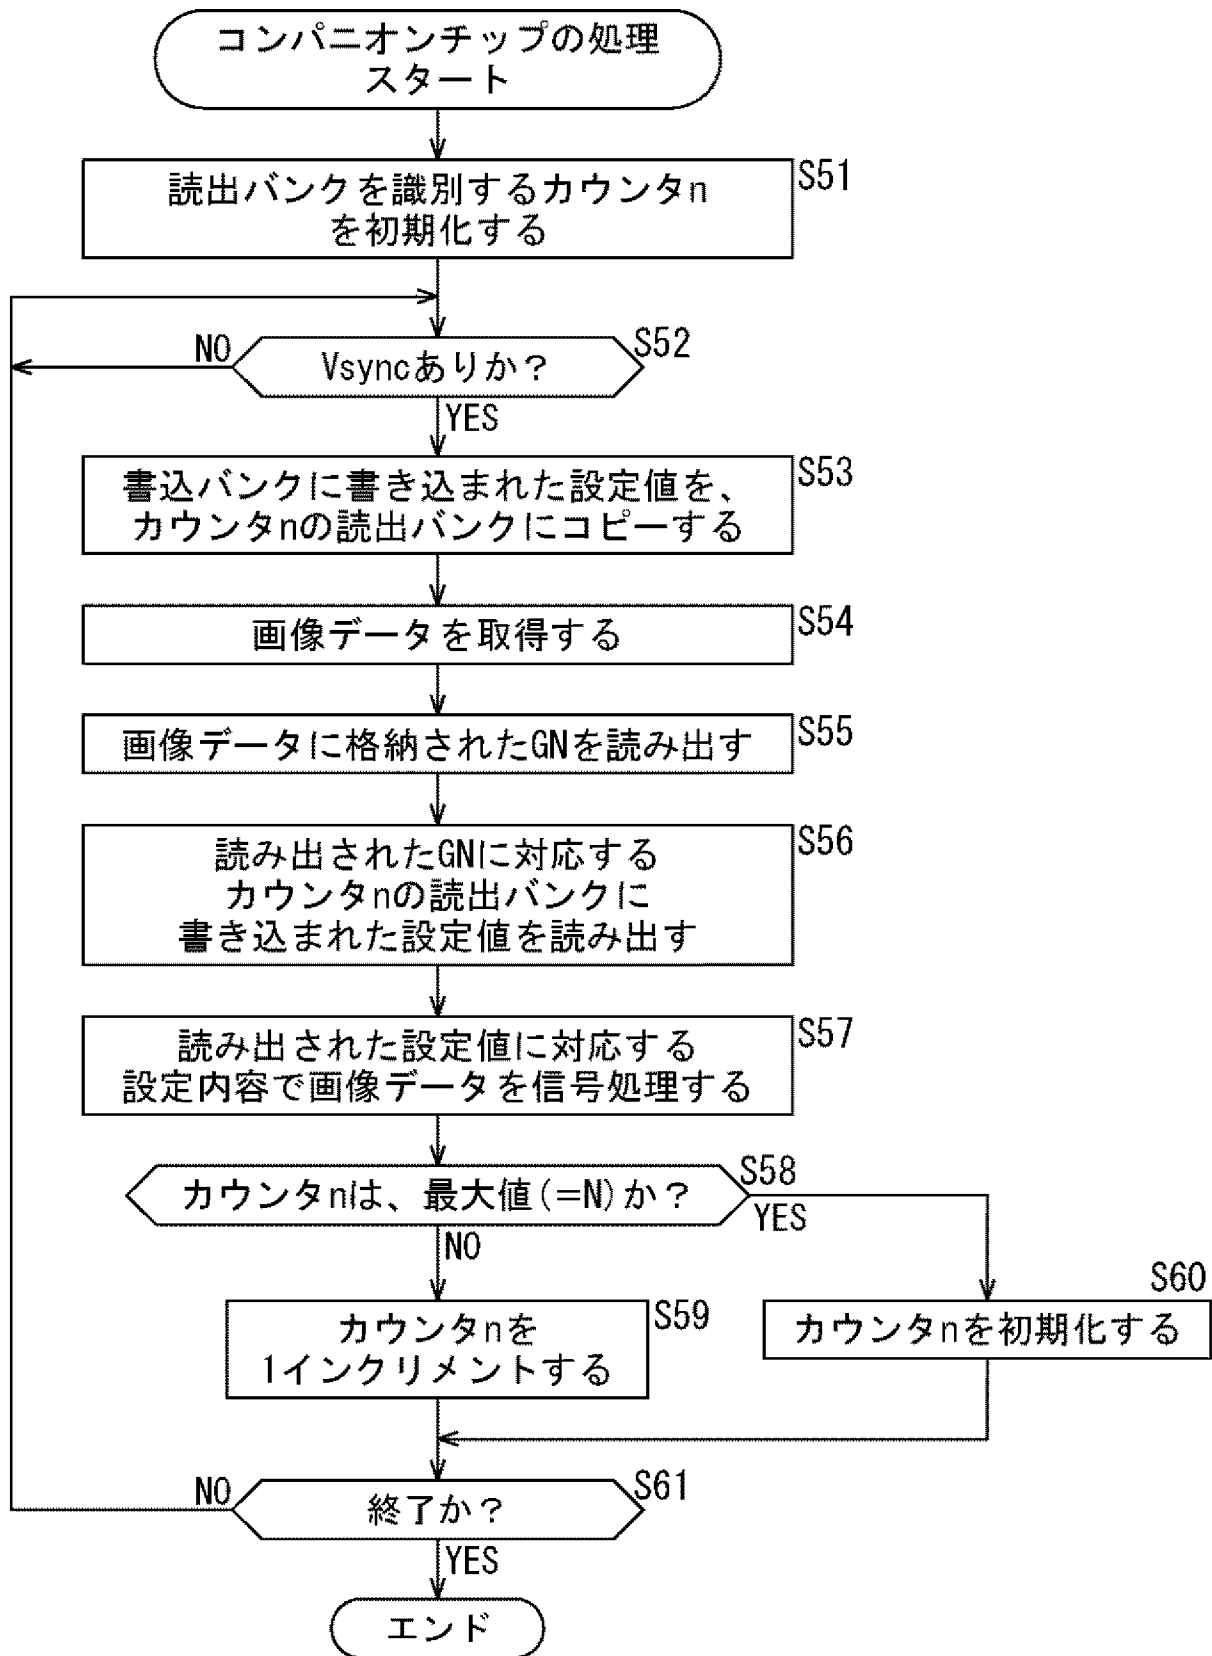 コンパニオンチップの処理
スタート
S51
読出バンクを識別するカウンタn
を初期化する
S52
NO
Vsyncありか？
YES
S53
書込バンクに書き込まれた設定値を、
カウンタnの読出バンクにコピーする
S54
画像データを取得する
S55
画像データに格納されたGNを読み出す
S56
読み出されたGNに対応する
カウンタnの読出バンクに
書き込まれた設定値を読み出す
S57
読み出された設定値に対応する
設定内容で画像データを信号処理する
S58
カウンタnは、最大値(=N)か？
YES
NO
S59
カウンタnを
1インクリメントする
S60
カウンタnを初期化する
S61
NO
終了か？
YES
エンド